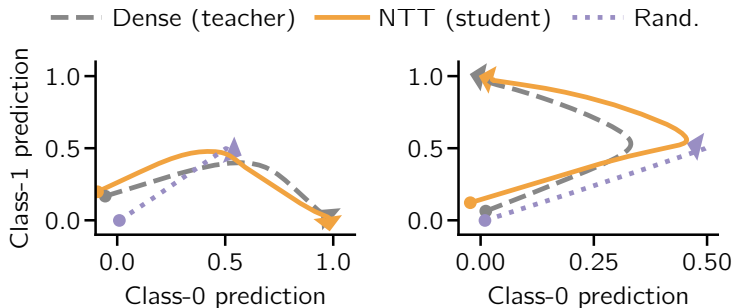 Dense (teacher) NTT (student) Rand.
Class-1 prediction
1.0
0.5
0.0
0.0 0.5 1.0
Class-0 prediction
1.0
0.5
0.0
0.00 0.25 0.50
Class-0 prediction